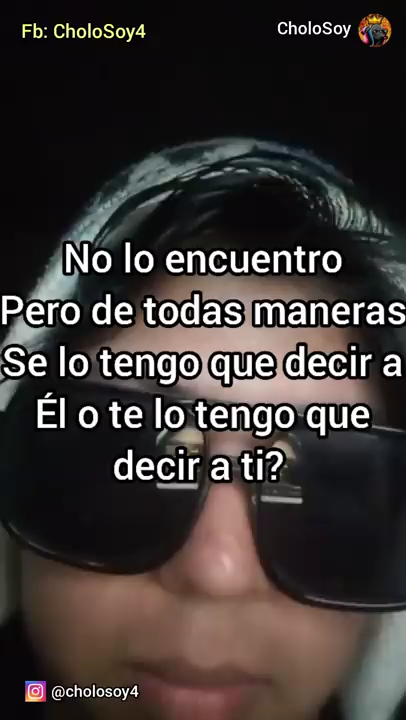 Fb: CholoSoy4
CholoSoy
No lo encuentro
Pero de todas maneras
Se lo tengo que decir a
Él o te lo tengo que
decir a ti?
@cholosoy4